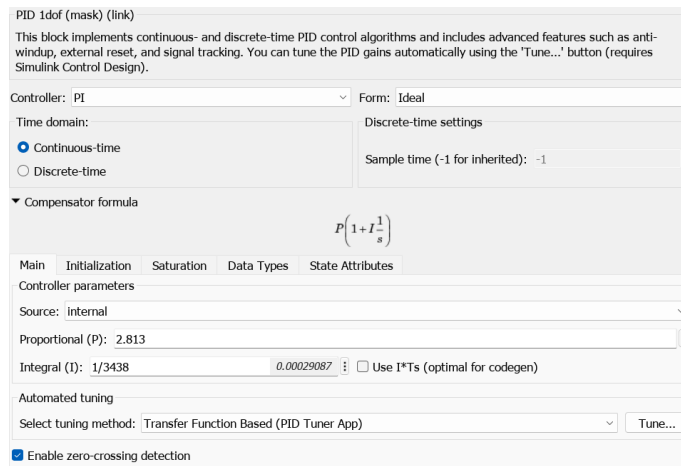 PID 1dof (mask) (link)
This block implements continuous- and discrete-time PID control algorithms and includes advanced features such as anti-
windup, external reset, and signal tracking. You can tune the PID gains automatically using the 'Tune...' button (requires
Simulink Control Design).
Controller: PI
Form: Ideal
Time domain:
Continuous-time
Discrete-time
Discrete-time settings
Sample time (-1 for inherited): -1
Compensator formula
P(1+I 1/s)
Main Initialization Saturation Data Types State Attributes
Controller parameters
Source: internal
Proportional (P): 2.813
Integral (I): 1/3438 0.00029087 Use I*Ts (optimal for codegen)
Automated tuning
Select tuning method: Transfer Function Based (PID Tuner App) Tune...
Enable zero-crossing detection